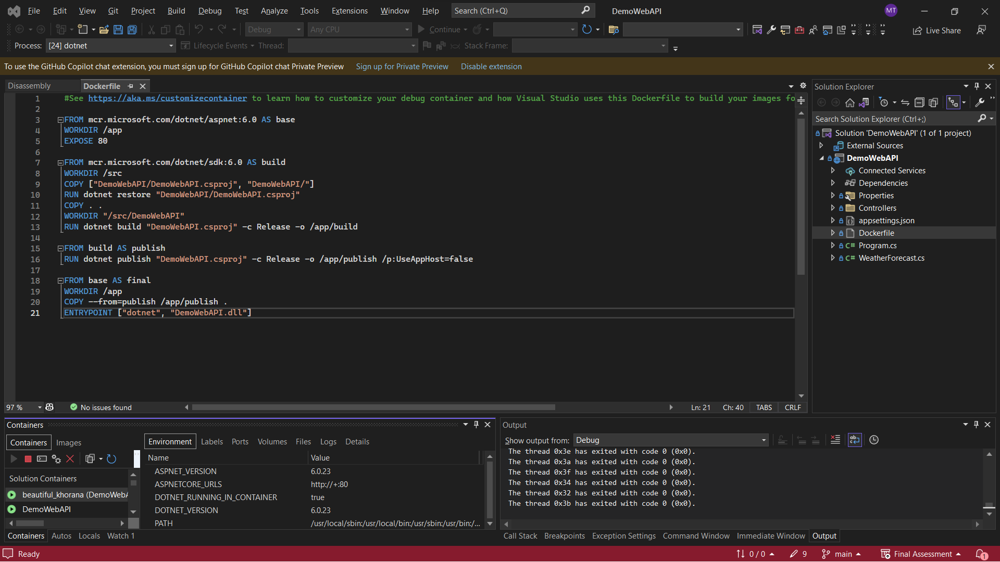 File Edit View Git Project Build Debug Test Analyze Tools Extensions Window Help Search (Ctrl+Q) DemoWebAPI MT
Debug Any CPU Continue Live Share
Process: [24] dotnet Lifecycle Events Thread: Stack Frame:
To use the GitHub Copilot chat extension, you must sign up for GitHub Copilot chat Private Preview Sign up for Private Preview Disable extension
Disassembly Dockerfile
1 #See https://aka.ms/customizecontainer to learn how to customize your debug container and how Visual Studio uses this Dockerfile to build your images fo
2
3 FROM mcr.microsoft.com/dotnet/aspnet:6.0 AS base
4 WORKDIR /app
5 EXPOSE 80
6
7 FROM mcr.microsoft.com/dotnet/sdk:6.0 AS build
8 WORKDIR /src
9 COPY ["DemoWebAPI/DemoWebAPI.csproj", "DemoWebAPI/"]
10 RUN dotnet restore "DemoWebAPI/DemoWebAPI.csproj"
11 COPY . .
12 WORKDIR "/src/DemoWebAPI"
13 RUN dotnet build "DemoWebAPI.csproj" -c Release -o /app/build
14
15 FROM build AS publish
16 RUN dotnet publish "DemoWebAPI.csproj" -c Release -o /app/publish /p:UseAppHost=false
17
18 FROM base AS final
19 WORKDIR /app
20 COPY --from=publish /app/publish .
21 ENTRYPOINT ["dotnet", "DemoWebAPI.dll"]
97 % No issues found Ln: 21 Ch: 40 TABS CRLF
Solution Explorer
Search Solution Explorer (Ctrl+;)
Solution 'DemoWebAPI' (1 of 1 project)
External Sources
DemoWebAPI
Connected Services
Dependencies
Properties
Controllers
appsettings.json
Dockerfile
C# Program.cs
C# WeatherForecast.cs
Containers
Containers Images
Solution Containers
beautiful_khorana (DemoWebA
DemoWebAPI
Environment Labels Ports Volumes Files Logs Details
Name Value
ASPNET_VERSION 6.0.23
ASPNETCORE_URLS http://+:80
DOTNET_RUNNING_IN_CONTAINER true
DOTNET_VERSION 6.0.23
PATH /usr/local/sbin:/usr/local/bin:/usr/sbin:/usr/bin:/...
Containers Autos Locals Watch 1
Output
Show output from: Debug
The thread 0x3e has exited with code 0 (0x0).
The thread 0x3a has exited with code 0 (0x0).
The thread 0x3f has exited with code 0 (0x0).
The thread 0x34 has exited with code 0 (0x0).
The thread 0x32 has exited with code 0 (0x0).
The thread 0x3b has exited with code 0 (0x0).
Call Stack Breakpoints Exception Settings Command Window Immediate Window Output
Ready 0 / 0 9 main Final Assessment 1